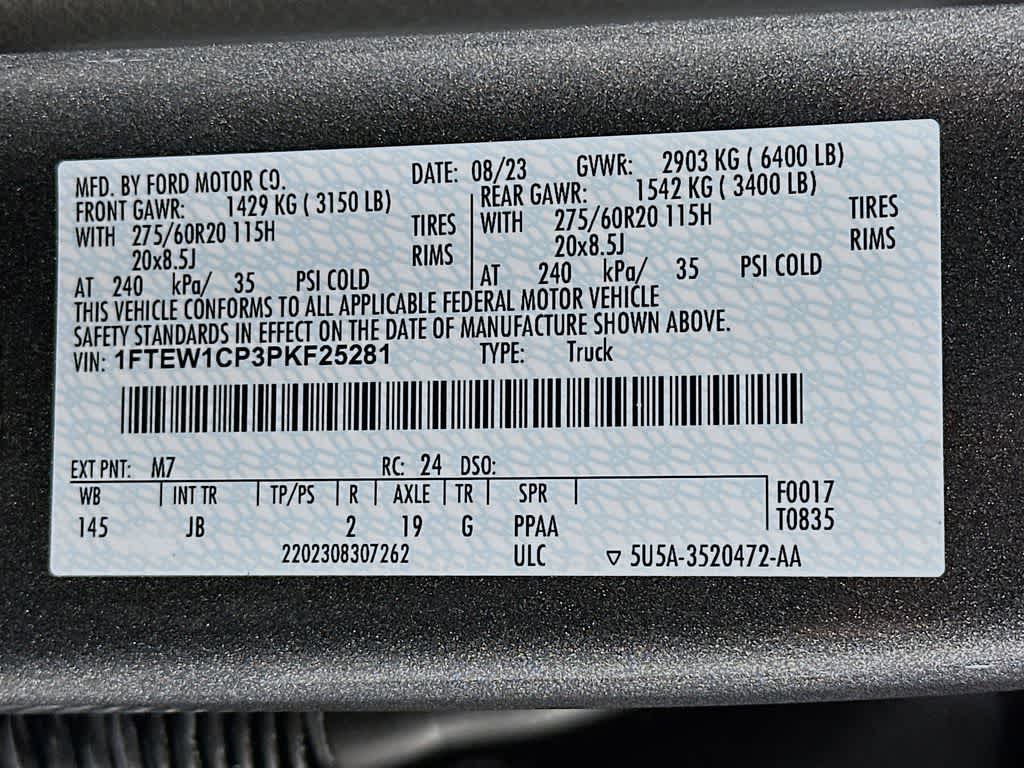 MFD. BY FORD MOTOR CO. DATE: 08/23 GVWR: 2903 KG ( 6400 LB)
FRONT GAWR: 1429 KG ( 3150 LB) REAR GAWR: 1542 KG ( 3400 LB)
WITH 275/60R20 115H TIRES WITH 275/60R20 115H TIRES
20x8.5J RIMS 20x8.5J RIMS
AT 240 kPa/ 35 PSI COLD AT 240 kPa/ 35 PSI COLD
THIS VEHICLE CONFORMS TO ALL APPLICABLE FEDERAL MOTOR VEHICLE
SAFETY STANDARDS IN EFFECT ON THE DATE OF MANUFACTURE SHOWN ABOVE.
VIN: 1FTEW1CP3PKF25281 TYPE: Truck
EXT PNT: M7 RC: 24 DSO:
WB INT TR TP/PS R AXLE TR SPR F0017
145 JB 2 19 G PPAA T0835
2202308307262 ULC ▽ 5U5A-3520472-AA